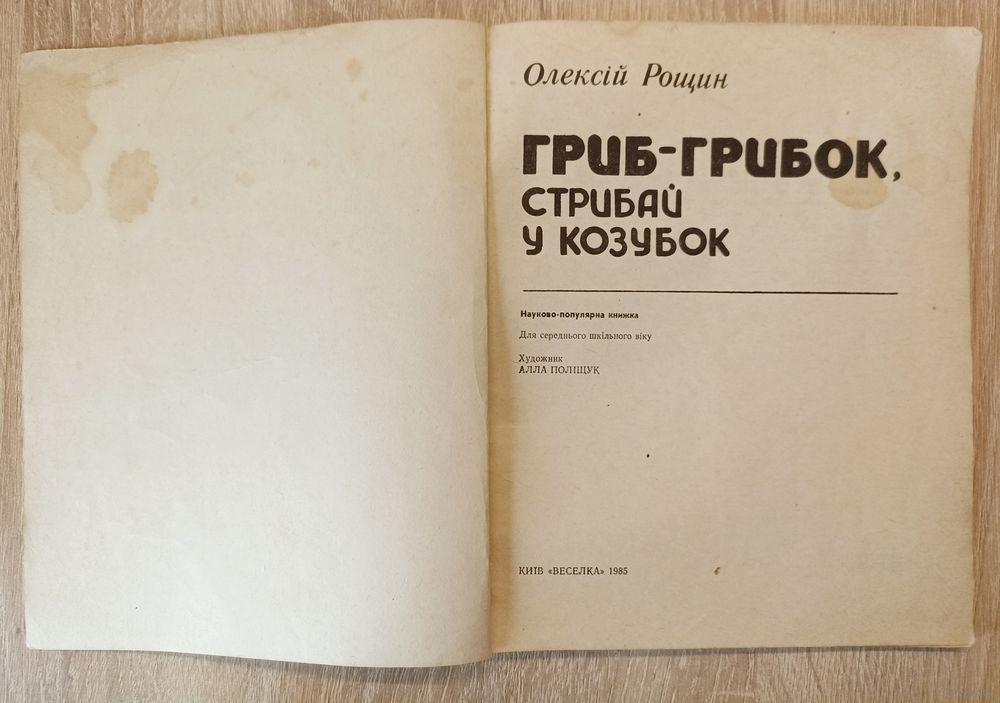 Олексій Рощин
ГРИБ-ГРИБОК,
СТРИБАЙ
У КОЗУБОК
Науково-популярна книжка
Для середнього шкільного віку
Художник
АЛЛА ПОЛІЩУК
КИЇВ «ВЕСЕЛКА» 1985